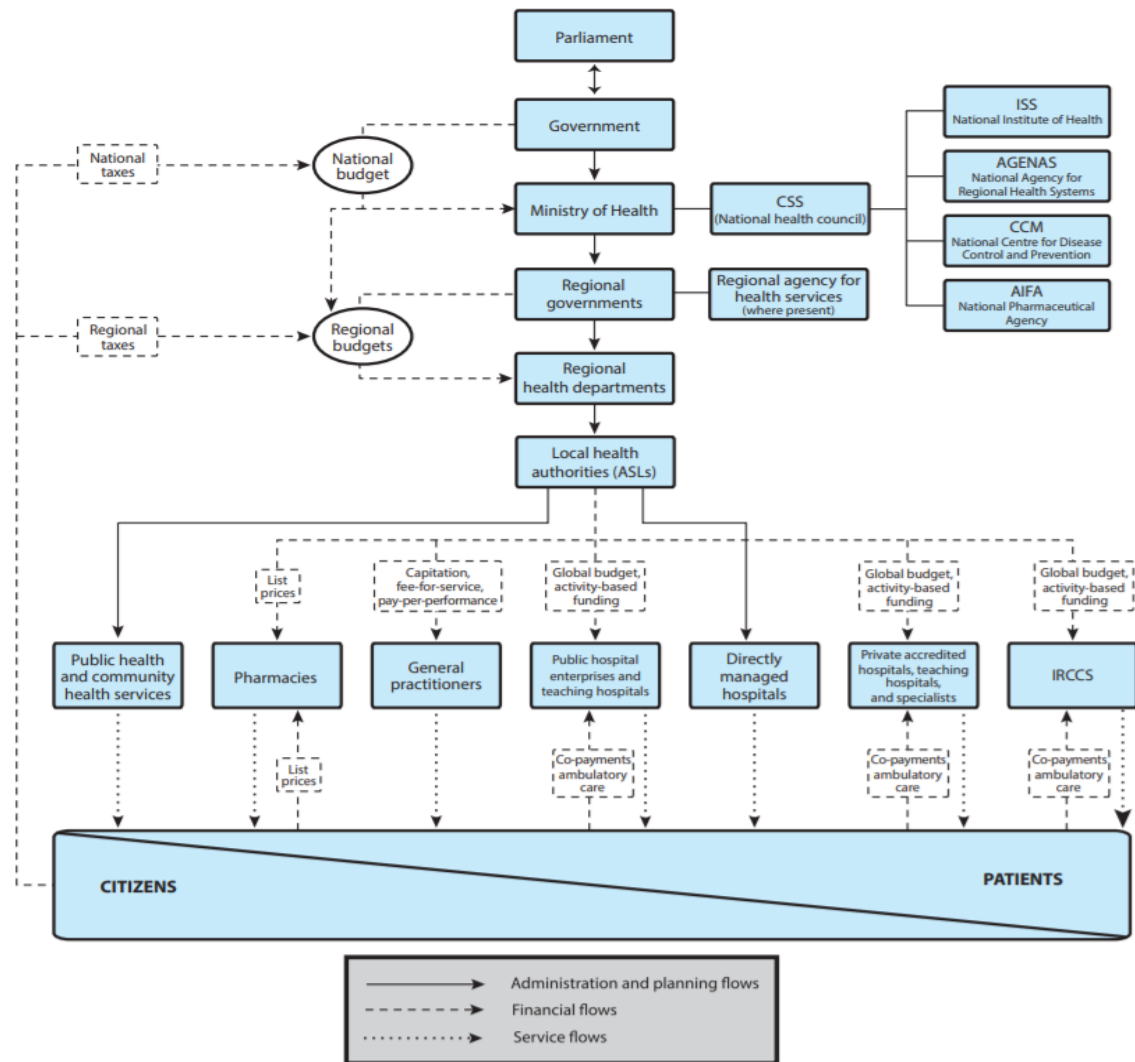 Parliament
Government
ISS
National Institute of Health
National
taxes
National
budget
AGENAS
National Agency for
Regional Health Systems
Ministry of Health
CSS
(National health council)
CCM
National Centre for Disease
Control and Prevention
Regional
governments
Regional agency for
health services
(where present)
AIFA
National Pharmaceutical
Agency
Regional
taxes
Regional
budgets
Regional
health departments
Local health
authorities (ASLs)
List
prices
Capitation,
fee-for-service,
pay-per-performance
Global budget,
activity-based
funding
Global budget,
activity-based
funding
Global budget,
activity-based
funding
Public health
and community
health services
Pharmacies
General
practitioners
Public hospital
enterprises and
teaching hospitals
Directly
managed
hospitals
Private accredited
hospitals, teaching
hospitals,
and specialists
IRCCS
List
prices
Co-payments
ambulatory
care
Co-payments
ambulatory
care
Co-payments
ambulatory
care
CITIZENS
PATIENTS
Administration and planning flows
Financial flows
Service flows